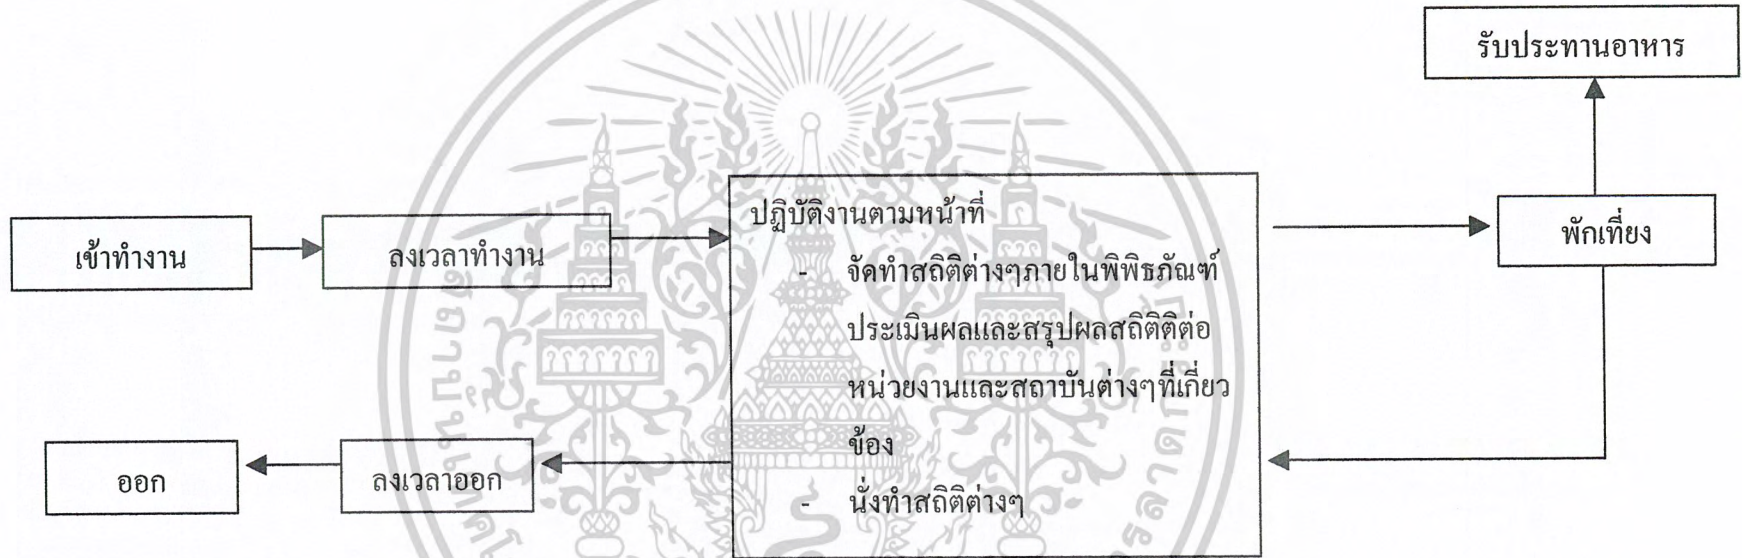 รับประทานอาหาร
เข้าทำงาน
ลงเวลาทำงาน
ปฏิบัติงานตามหน้าที่
- จัดทำสถิติต่างๆภายในพิพิธภัณฑ์
ประเมินผลและสรุปผลสถิติติต่อ
หน่วยงานและสถาบันต่างๆที่เกี่ยว
ข้อง
- นั่งทำสถิติต่างๆ
พักเที่ยง
ลงเวลาออก
ออก